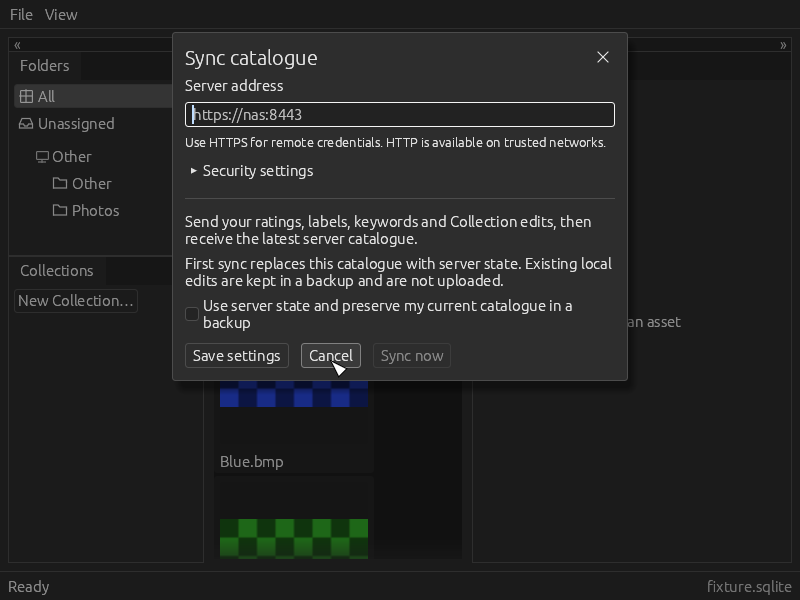 File View
« »
Folders
All
Unassigned
Other
Other
Photos
Collections
New Collection…
Sync catalogue
Server address
https://nas:8443
Use HTTPS for remote credentials. HTTP is available on trusted networks.
Security settings
Send your ratings, labels, keywords and Collection edits, then
receive the latest server catalogue.
First sync replaces this catalogue with server state. Existing local
edits are kept in a backup and are not uploaded.
Use server state and preserve my current catalogue in a
backup
Save settings Cancel Sync now
an asset
Blue.bmp
Ready fixture.sqlite